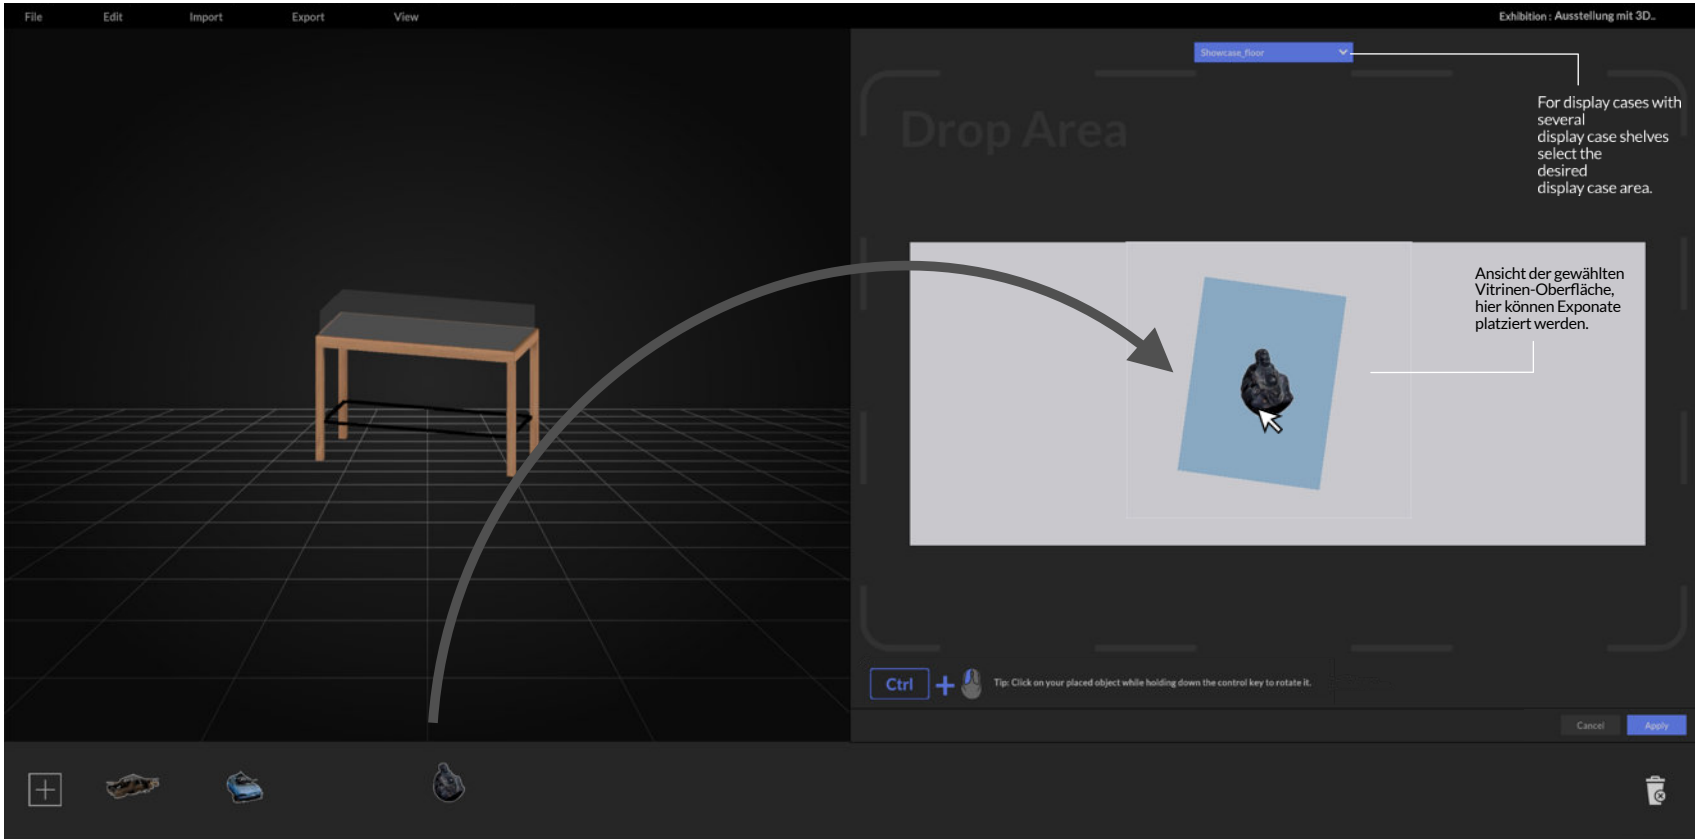 File Edit Import Export View Exhibition : Ausstellung mit 3D..
Showcase_floor
For display cases with
several
display case shelves
select the
desired
display case area.
Drop Area
Ansicht der gewählten
Vitrinen-Oberfläche,
hier können Exponate
platziert werden.
Ctrl + Tip: Click on your placed object while holding down the control key to rotate it.
Cancel Apply